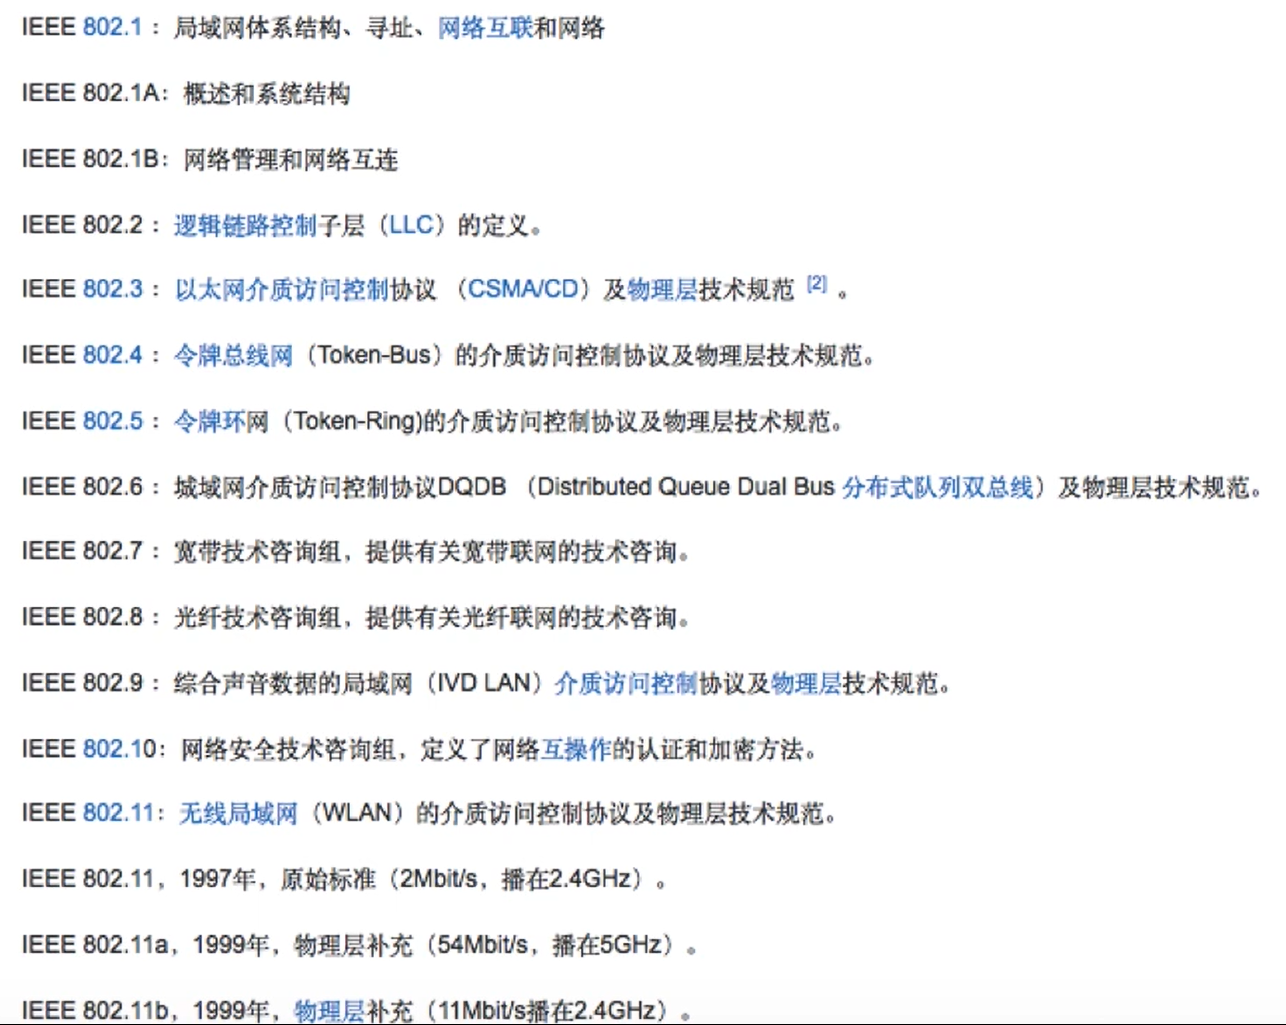 IEEE 802.1 ：局域网体系结构、寻址、网络互联和网络
IEEE 802.1A：概述和系统结构
IEEE 802.1B：网络管理和网络互连
IEEE 802.2 ：逻辑链路控制子层（LLC）的定义。
IEEE 802.3 ：以太网介质访问控制协议 （CSMA/CD）及物理层技术规范 [2] 。
IEEE 802.4 ：令牌总线网（Token-Bus）的介质访问控制协议及物理层技术规范。
IEEE 802.5 ：令牌环网（Token-Ring)的介质访问控制协议及物理层技术规范。
IEEE 802.6 ：城域网介质访问控制协议DQDB （Distributed Queue Dual Bus 分布式队列双总线）及物理层技术规范。
IEEE 802.7 ：宽带技术咨询组，提供有关宽带联网的技术咨询。
IEEE 802.8 ：光纤技术咨询组，提供有关光纤联网的技术咨询。
IEEE 802.9 ：综合声音数据的局域网（IVD LAN）介质访问控制协议及物理层技术规范。
IEEE 802.10：网络安全技术咨询组，定义了网络互操作的认证和加密方法。
IEEE 802.11：无线局域网（WLAN）的介质访问控制协议及物理层技术规范。
IEEE 802.11，1997年，原始标准（2Mbit/s，播在2.4GHz）。
IEEE 802.11a，1999年，物理层补充（54Mbit/s，播在5GHz）。
IEEE 802.11b，1999年，物理层补充（11Mbit/s播在2.4GHz）。